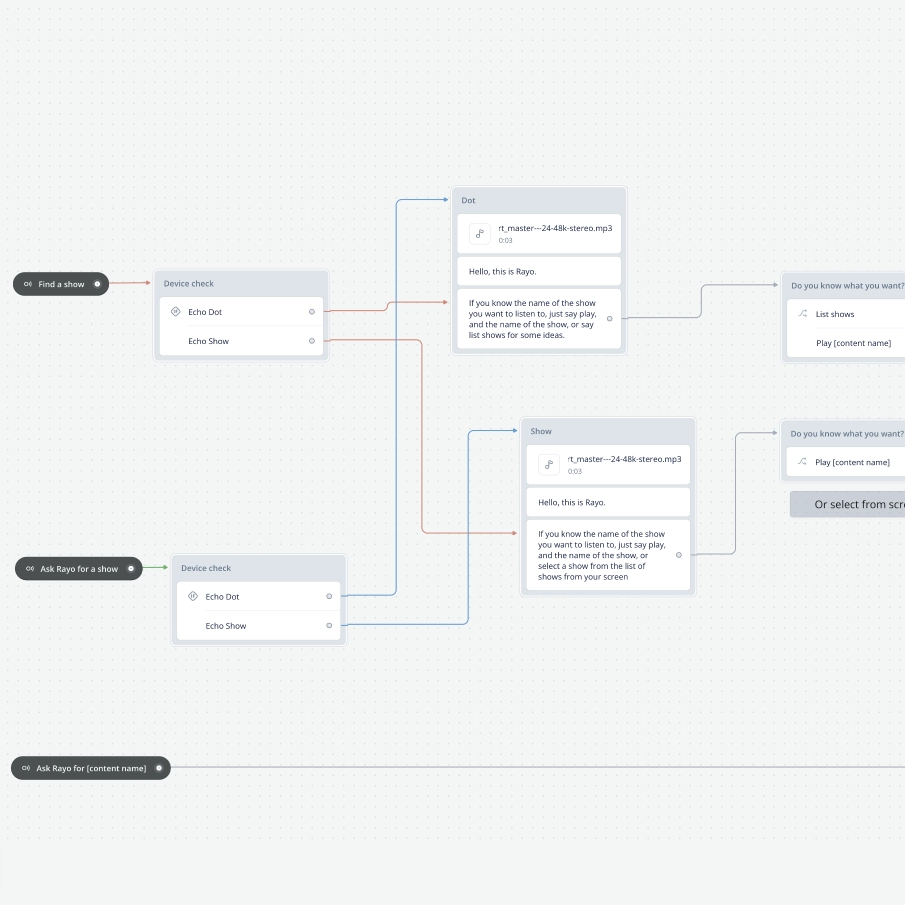 Find a show
Device check
Echo Dot
Echo Show
Dot
rt_master---24-48k-stereo.mp3
0:03
Hello, this is Rayo.
If you know the name of the show
you want to listen to, just say play,
and the name of the show, or say
list shows for some ideas.
Do you know what you want?
List shows
Play [content name]
Show
rt_master---24-48k-stereo.mp3
0:03
Hello, this is Rayo.
If you know the name of the show
you want to listen to, just say play,
and the name of the show, or
select a show from the list of
shows from your screen
Do you know what you want?
Play [content name]
Or select from
Ask Rayo for a show
Device check
Echo Dot
Echo Show
Ask Rayo for [content name]